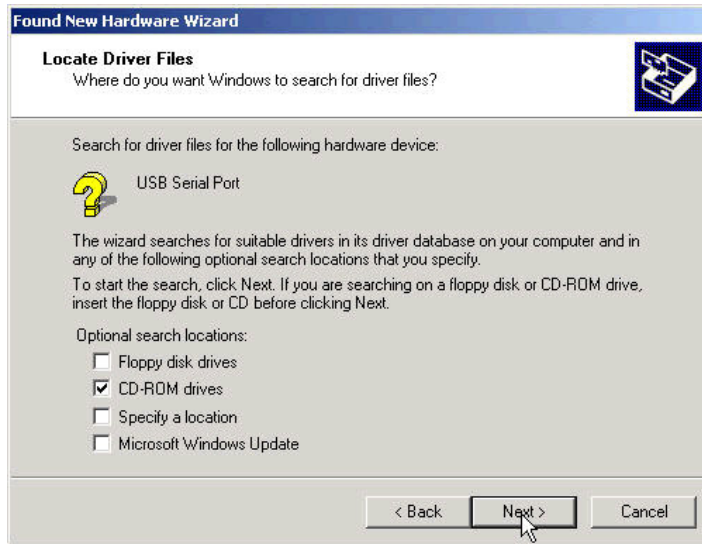 Found New Hardware Wizard
Locate Driver Files
Where do you want Windows to search for driver files?
Search for driver files for the following hardware device:
USB Serial Port
The wizard searches for suitable drivers in its driver database on your computer and in
any of the following optional search locations that you specify.
To start the search, click Next. If you are searching on a floppy disk or CD-ROM drive,
insert the floppy disk or CD before clicking Next.
Optional search locations:
Floppy disk drives
CD-ROM drives
Specify a location
Microsoft Windows Update
< Back Next > Cancel